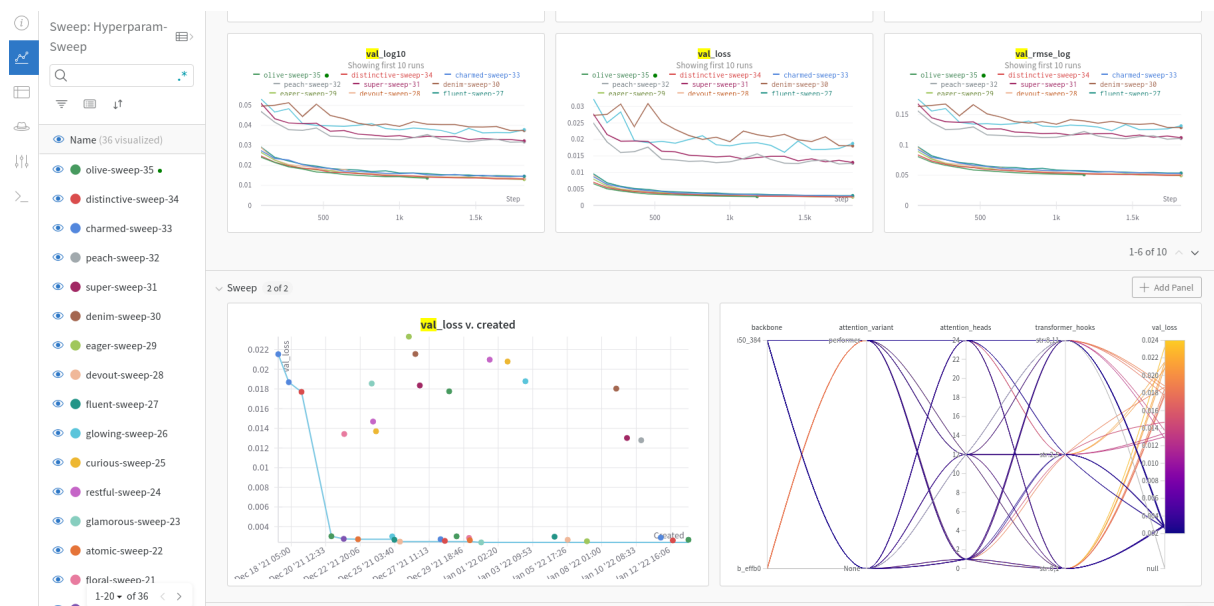 Sweep: Hyperparam-
Sweep
.*
Name (36 visualized)
olive-sweep-35
distinctive-sweep-34
charmed-sweep-33
peach-sweep-32
super-sweep-31
denim-sweep-30
eager-sweep-29
devout-sweep-28
fluent-sweep-27
glowing-sweep-26
curious-sweep-25
restful-sweep-24
glamorous-sweep-23
atomic-sweep-22
floral-sweep-21
1-20 of 36
val_log10
Showing first 10 runs
olive-sweep-35 distinctive-sweep-34 charmed-sweep-33
peach-sweep-32 super-sweep-31 denim-sweep-30
eager-sweep-29 devout-sweep-28 fluent-sweep-27
0.05
0.04
0.03
0.02
0.01
0
Step
500 1k 1.5k
val_loss
Showing first 10 runs
olive-sweep-35 distinctive-sweep-34 charmed-sweep-33
peach-sweep-32 super-sweep-31 denim-sweep-30
eager-sweep-29 devout-sweep-28 fluent-sweep-27
0.03
0.025
0.02
0.015
0.01
0.005
0
Step
500 1k 1.5k
val_rmse_log
Showing first 10 runs
olive-sweep-35 distinctive-sweep-34 charmed-sweep-33
peach-sweep-32 super-sweep-31 denim-sweep-30
eager-sweep-29 devout-sweep-28 fluent-sweep-27
0.15
0.1
0.05
0
Step
500 1k 1.5k
1-6 of 10
Sweep 2 of 2
+ Add Panel
val_loss v. created
val_loss
0.022
0.02
0.018
0.016
0.014
0.012
0.01
0.008
0.006
0.004
Created
Dec 18 '21 05:00
Dec 20 '21 12:33
Dec 22 '21 20:06
Dec 25 '21 03:40
Dec 27 '21 11:13
Dec 29 '21 18:46
Jan 01 '22 02:20
Jan 03 '22 09:53
Jan 05 '22 17:26
Jan 08 '22 01:00
Jan 10 '22 08:33
Jan 12 '22 16:06
backbone attention_variant attention_heads transformer_hooks val_loss
i50_384
b_effb0
performer
None
24
22
20
18
16
14
12
10
8
6
4
2
0
0.024
0.020
0.018
0.016
0.014
0.012
0.010
0.008
0.006
0.004
0.002
null